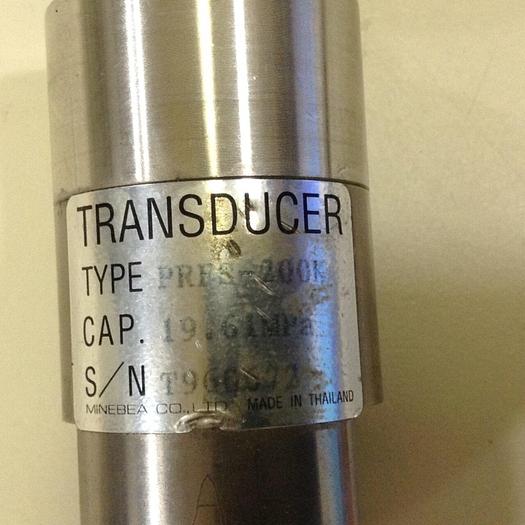 TRANSDUCER
TYPE PRES-200K
CAP. 19.61MPa
S/N
MINEBEA CO., LTD MADE IN THAILAND